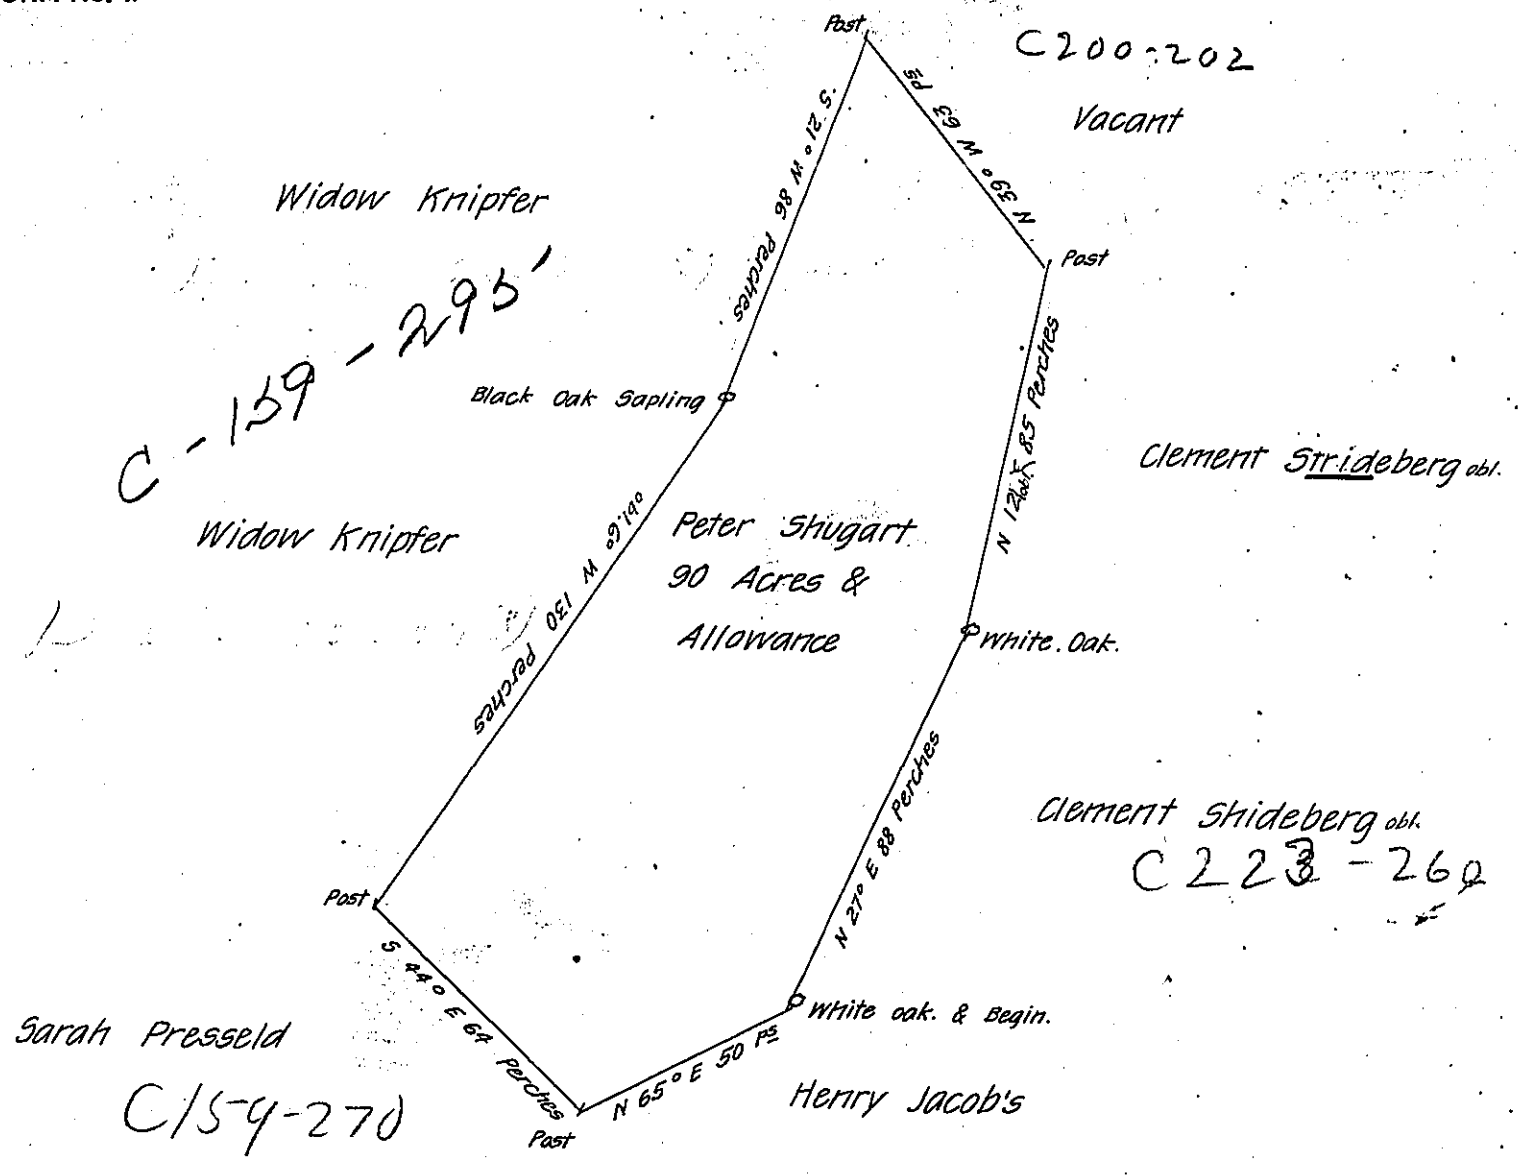 Post
C200-202
Vacant
S 21° W 86 Perches
N 39° W 63 Ps
Widow Knipfer
Post
C-159-295
Black Oak Sapling
N 12 obl. E 85 Perches
Clement Strideberg obl.
Widow Knipfer
Peter Shugart
90 Acres &
Allowance
W 130 Perches
White. Oak.
N 27° E 88 Perches
Clement Shideberg obl.
C 223 - 260
Post
S 44° E 64 Perches
White oak. & Begin.
Sarah Presseld
N 65° E 50 Ps
Henry Jacob's
C159-270
Post